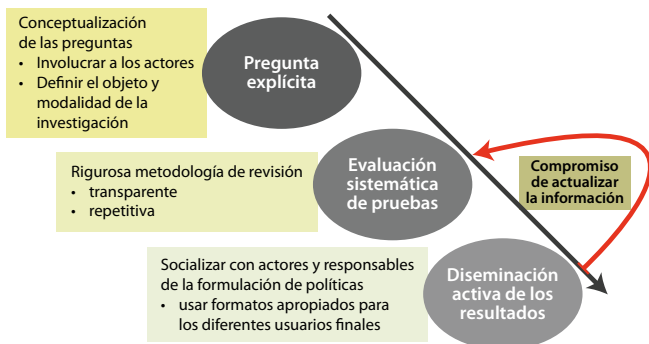 Conceptualización
de las preguntas
• Involucrar a los actores
• Definir el objeto y
modalidad de la
investigación
Pregunta
explícita
Rigurosa metodología de revisión
• transparente
• repetitiva
Evaluación
sistemática
de pruebas
Compromiso
de actualizar
la información
Socializar con actores y responsables
de la formulación de políticas
• usar formatos apropiados para
los diferentes usuarios finales
Diseminación
activa de los
resultados